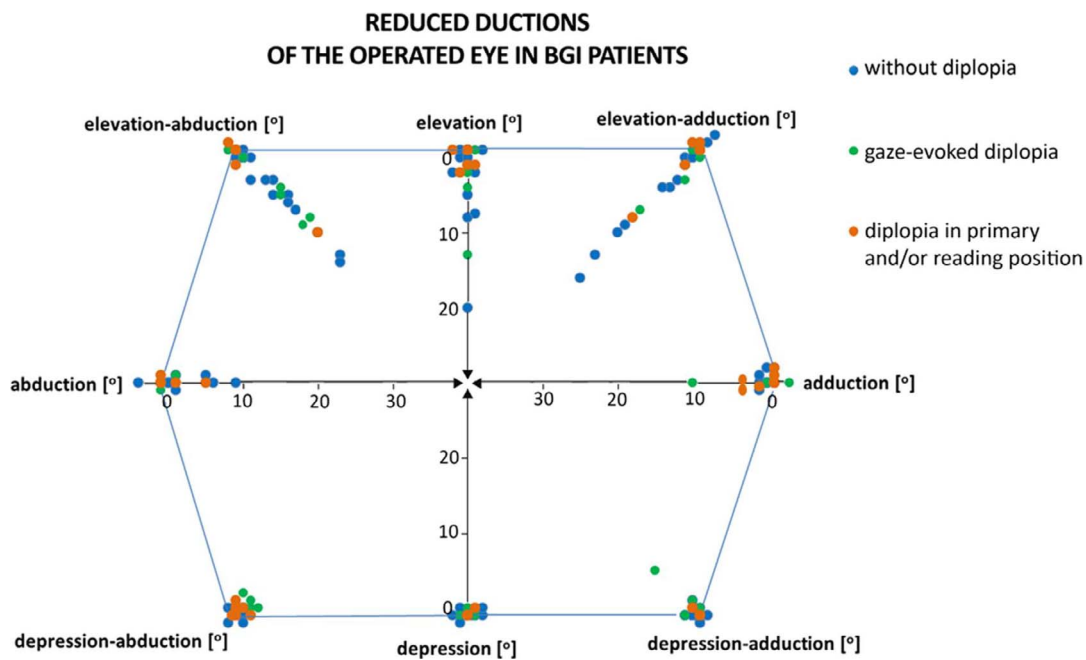 REDUCED DUCTIONS
OF THE OPERATED EYE IN BGI PATIENTS
without diplopia
gaze-evoked diplopia
diplopia in primary
and/or reading position
elevation-abduction [°]
elevation [°]
elevation-adduction [°]
0
10
20
abduction [°]
0
10
20
30
30
20
10
0
adduction [°]
20
10
0
depression-abduction [°]
depression [°]
depression-adduction [°]